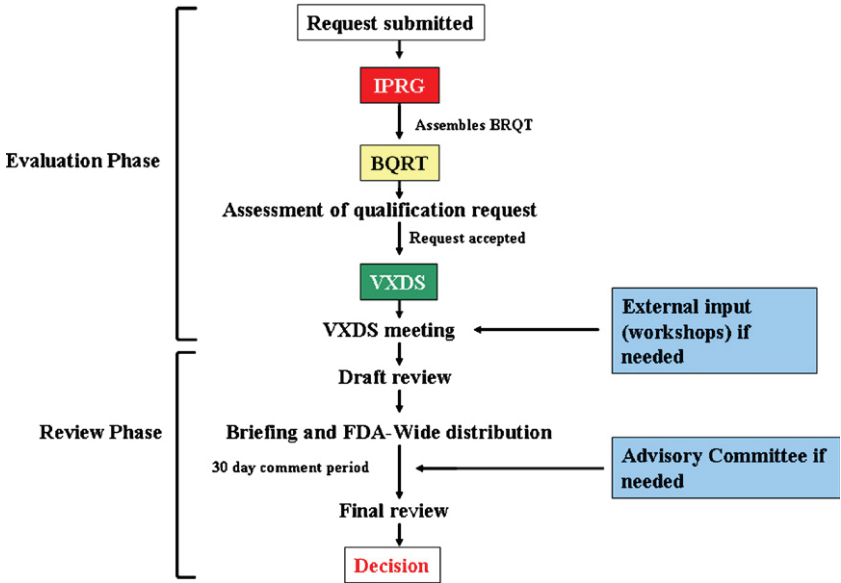 Request submitted
IPRG
Assembles BRQT
Evaluation Phase
BQRT
Assessment of qualification request
Request accepted
VXDS
External input
(workshops) if
needed
VXDS meeting
Draft review
Review Phase
Briefing and FDA-Wide distribution
30 day comment period
Advisory Committee if
needed
Final review
Decision